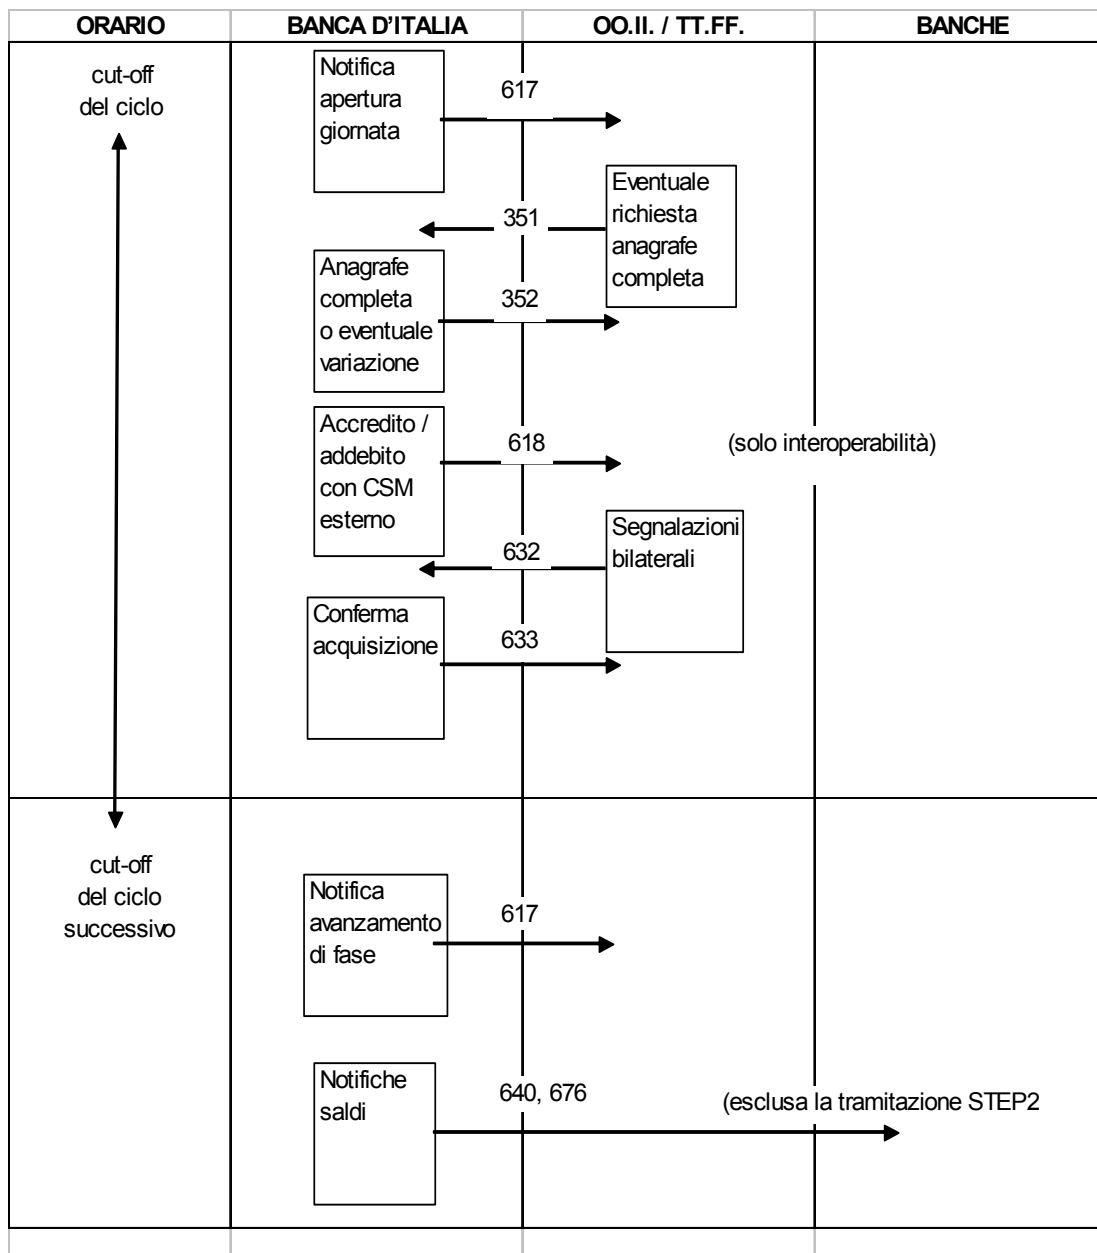 ORARIO
BANCA D'ITALIA
OO.II. / TT.FF.
BANCHE
cut-off
del ciclo
Notifica
apertura
giornata
617
Eventuale
richiesta
anagrafe
completa
351
Anagrafe
completa
o eventuale
variazione
352
Accredito /
addebito
con CSM
esterno
618
(solo interoperabilità)
Segnalazioni
bilaterali
632
Conferma
acquisizione
633
cut-off
del ciclo
successivo
Notifica
avanzamento
di fase
617
Notifiche
saldi
640, 676
(esclusa la tramitazione STEP2